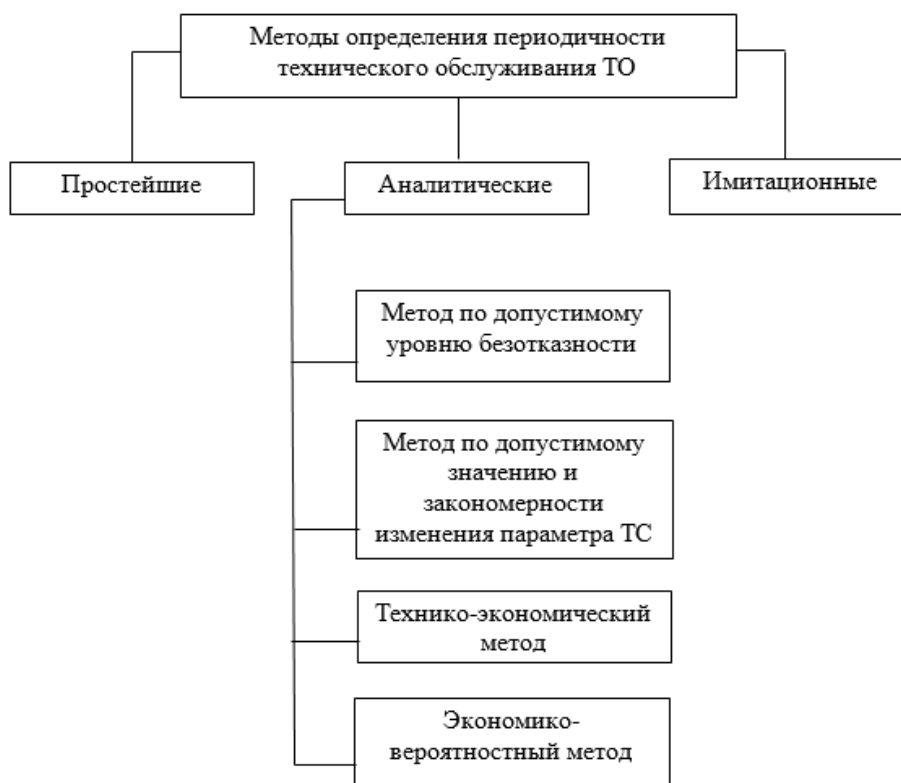 Методы определения периодичности
технического обслуживания ТО
Простейшие
Аналитические
Имитационные
Метод по допустимому
уровню безотказности
Метод по допустимому
значению и
закономерности
изменения параметра ТС
Технико-экономический
метод
Экономико-
вероятностный метод